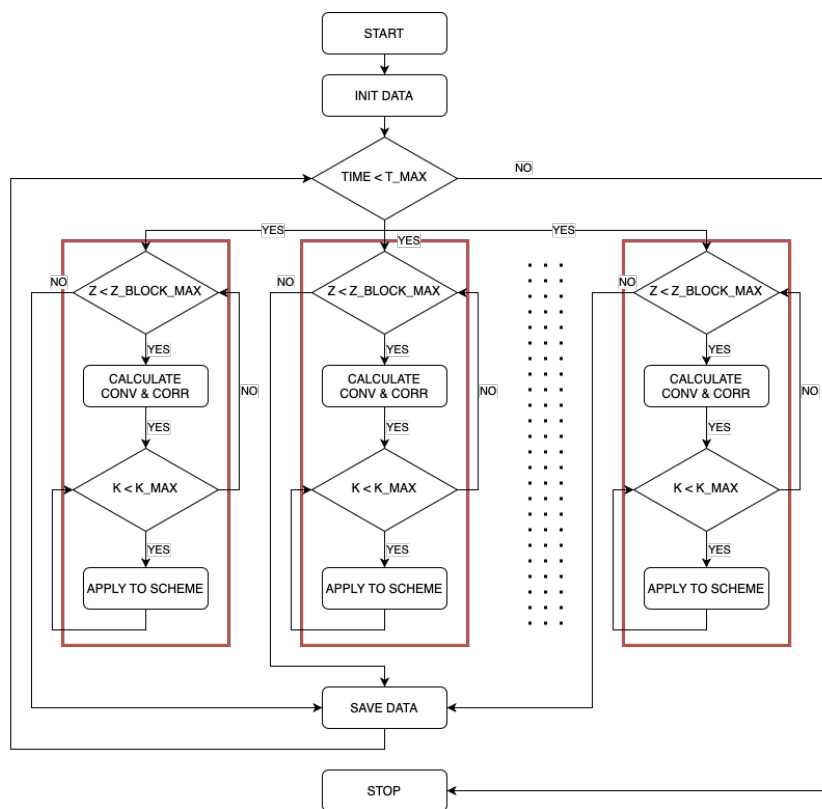 START
INIT DATA
TIME < T_MAX
NO
YES
YES
YES
NO
Z < Z_BLOCK_MAX
NO
Z < Z_BLOCK_MAX
NO
Z < Z_BLOCK_MAX
YES
YES
YES
CALCULATE
CONV & CORR
NO
CALCULATE
CONV & CORR
NO
CALCULATE
CONV & CORR
NO
YES
YES
YES
K < K_MAX
K < K_MAX
K < K_MAX
YES
YES
YES
APPLY TO SCHEME
APPLY TO SCHEME
APPLY TO SCHEME
SAVE DATA
STOP